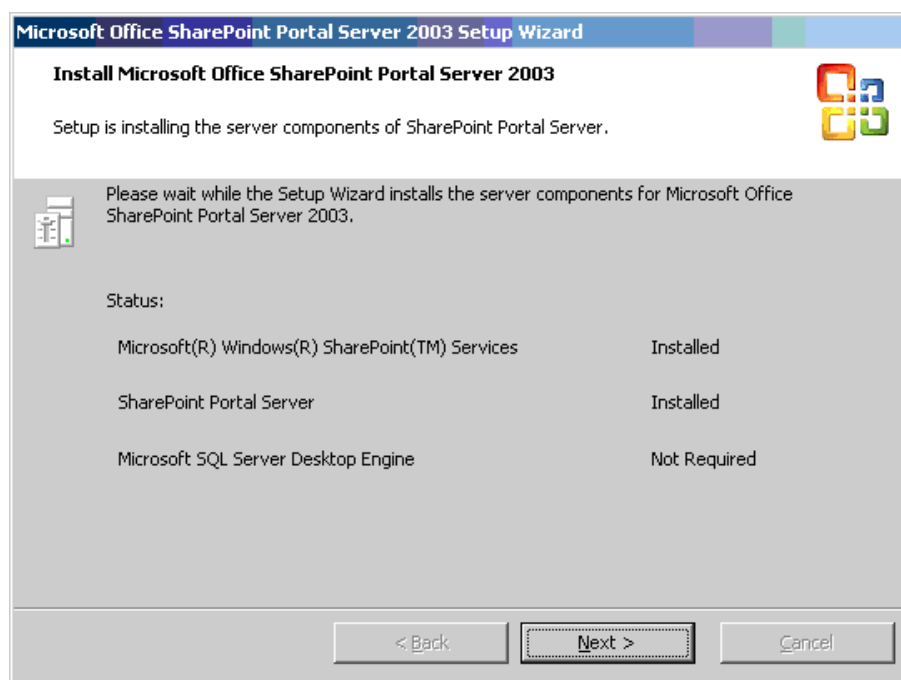 Microsoft Office SharePoint Portal Server 2003 Setup Wizard
Install Microsoft Office SharePoint Portal Server 2003
Setup is installing the server components of SharePoint Portal Server.
Please wait while the Setup Wizard installs the server components for Microsoft Office
SharePoint Portal Server 2003.
Status:
Microsoft(R) Windows(R) SharePoint(TM) Services Installed
SharePoint Portal Server Installed
Microsoft SQL Server Desktop Engine Not Required
< Back Next > Cancel